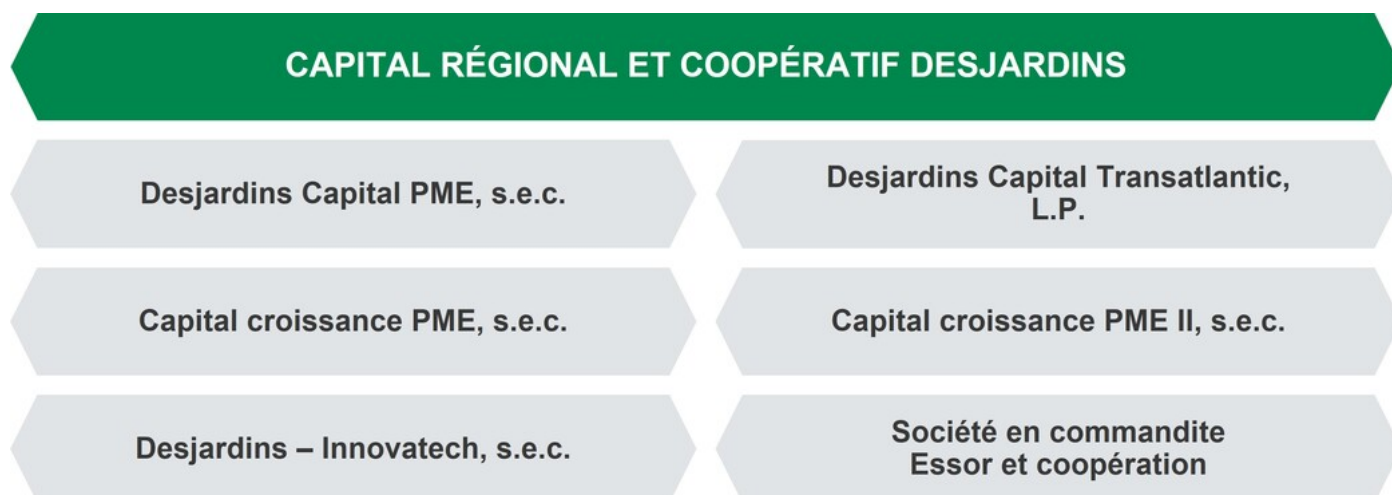 CAPITAL RÉGIONAL ET COOPÉRATIF DESJARDINS
Desjardins Capital PME, s.e.c.
Desjardins Capital Transatlantic,
L.P.
Capital croissance PME, s.e.c.
Capital croissance PME II, s.e.c.
Desjardins – Innovatech, s.e.c.
Société en commandite
Essor et coopération